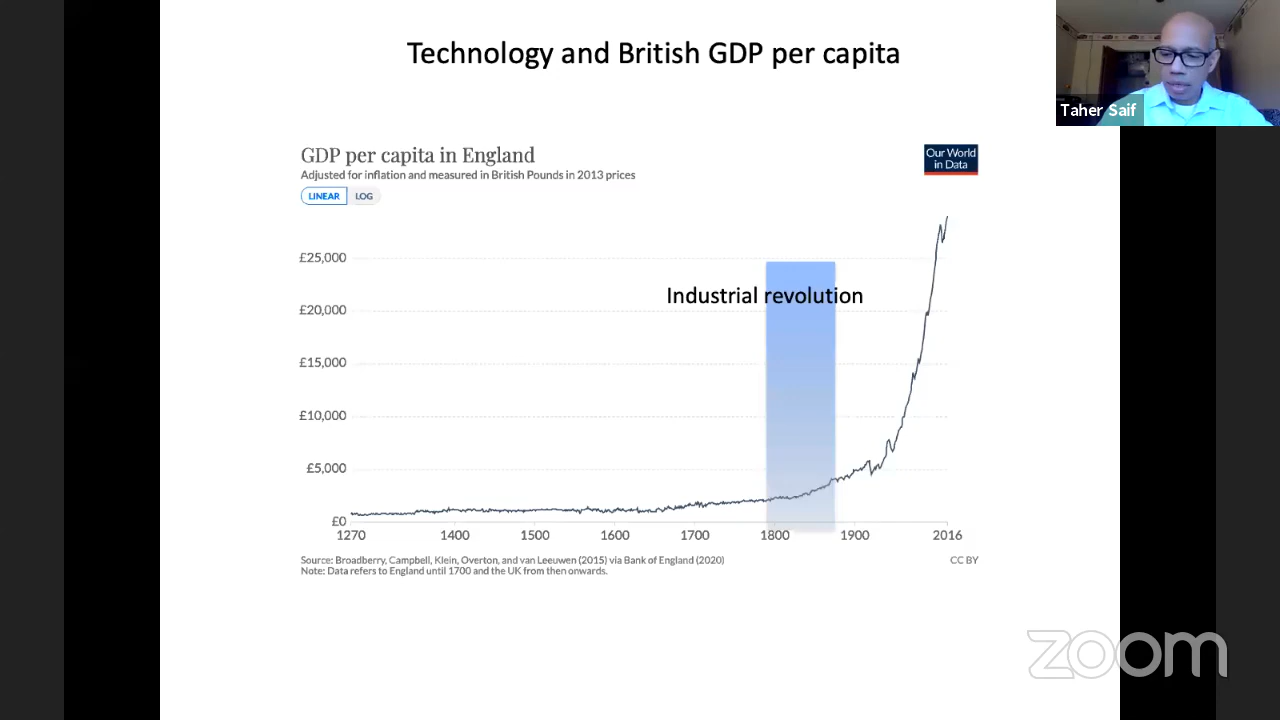 Technology and British GDP per capita
Taher Saif
GDP per capita in England
Adjusted for inflation and measured in British Pounds in 2013 prices
LINEAR LOG
Our World
in Data
£25,000
Industrial revolution
£20,000
£15,000
£10,000
£5,000
£0
1270 1400 1500 1600 1700 1800 1900 2016
Source: Broadberry, Campbell, Klein, Overton, and van Leeuwen (2015) via Bank of England (2020)
CC BY
Note: Data refers to England until 1700 and the UK from then onwards.
zoom